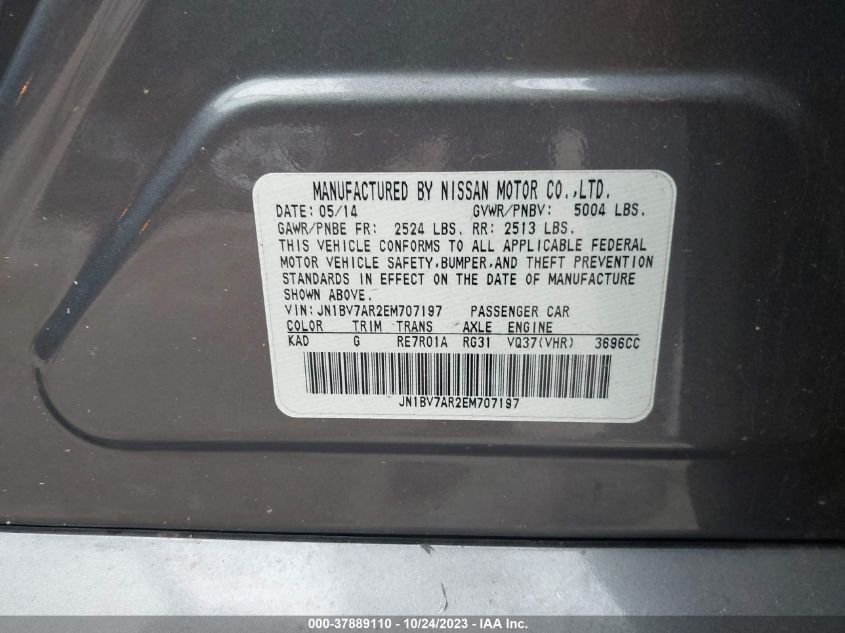 MANUFACTURED BY NISSAN MOTOR CO.,LTD.
DATE: 05/14 GVWR/PNBV: 5004 LBS.
GAWR/PNBE FR: 2524 LBS. RR: 2513 LBS.
THIS VEHICLE CONFORMS TO ALL APPLICABLE FEDERAL
MOTOR VEHICLE SAFETY,BUMPER,AND THEFT PREVENTION
STANDARDS IN EFFECT ON THE DATE OF MANUFACTURE
SHOWN ABOVE.
VIN:JN1BV7AR2EM707197 PASSENGER CAR
COLOR TRIM TRANS AXLE ENGINE
KAD G RE7R01A RG31 VQ37(VHR) 3696CC
JN1BV7AR2EM707197
000-37889110 - 10/24/2023 - IAA Inc.